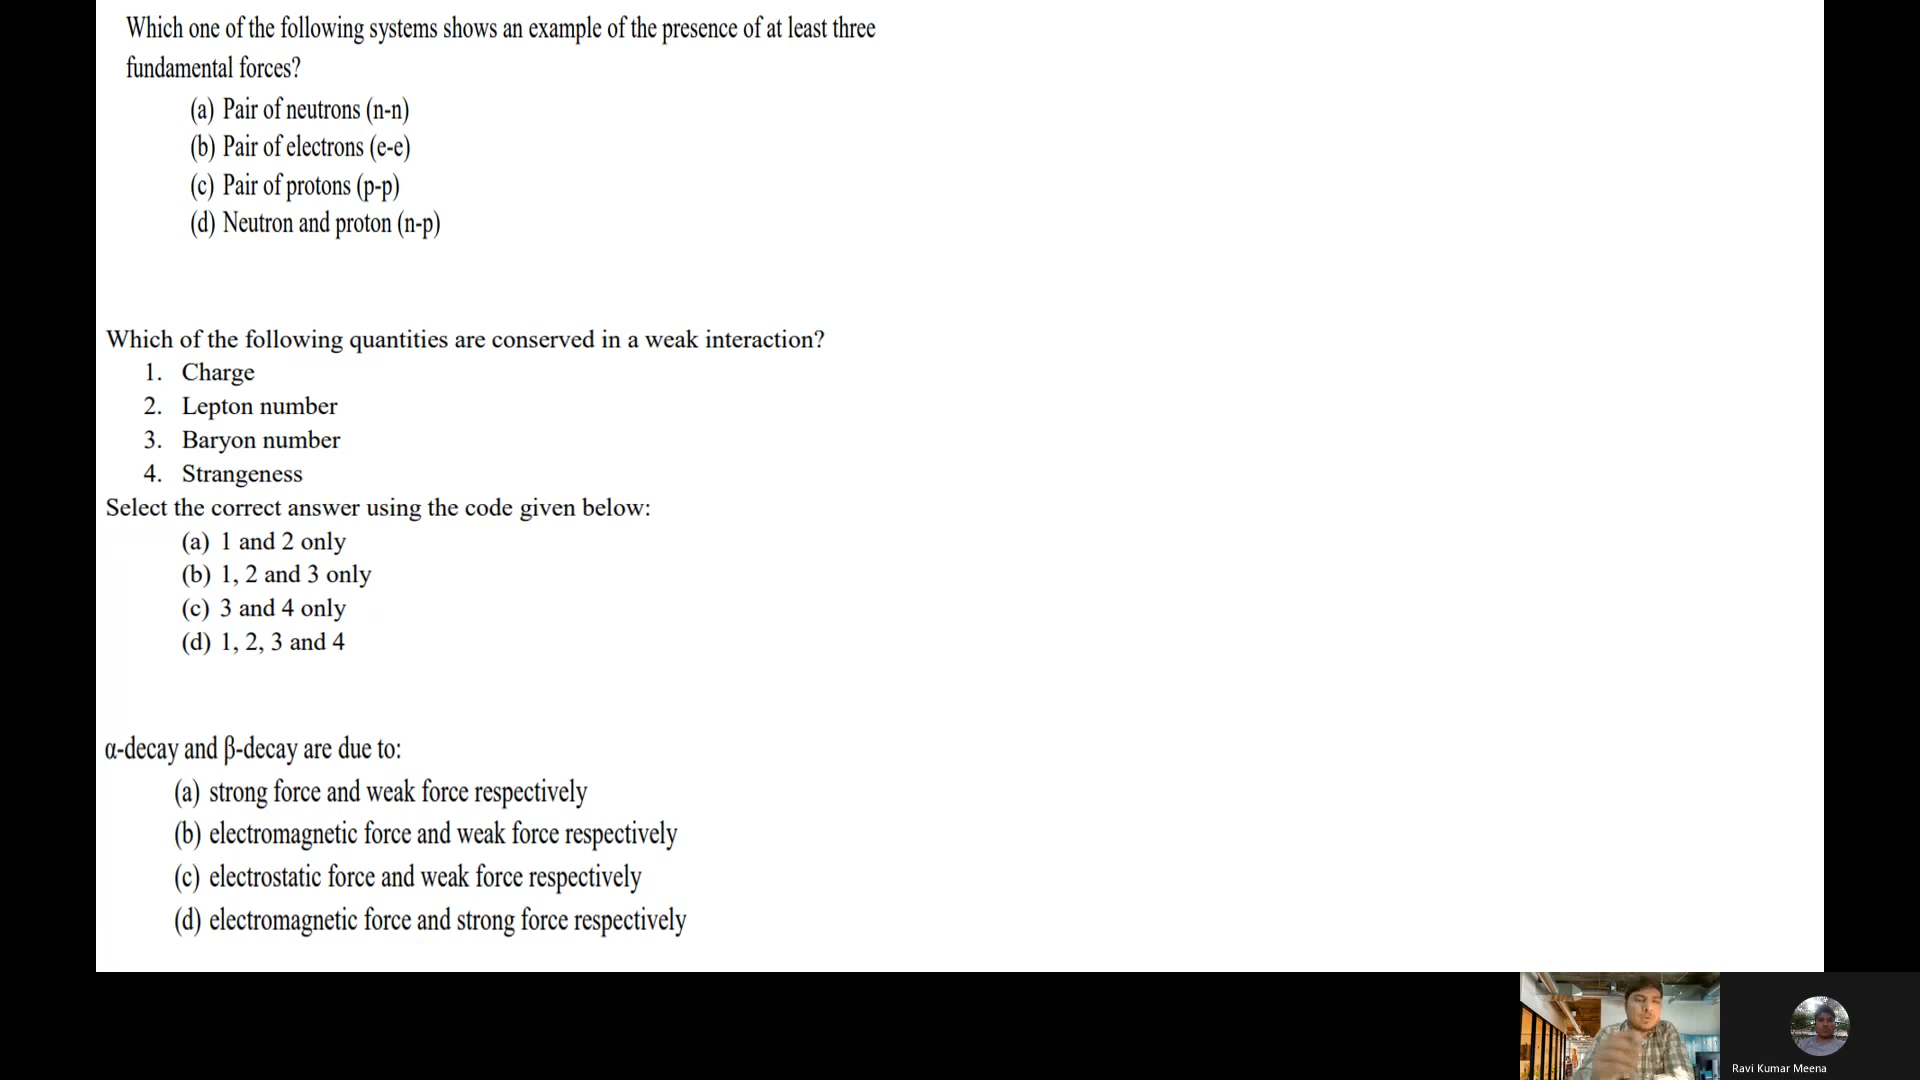 Which one of the following systems shows an example of the presence of at least three
fundamental forces?
(a) Pair of neutrons (n-n)
(b) Pair of electrons (e-e)
(c) Pair of protons (p-p)
(d) Neutron and proton (n-p)
Which of the following quantities are conserved in a weak interaction?
1. Charge
2. Lepton number
3. Baryon number
4. Strangeness
Select the correct answer using the code given below:
(a) 1 and 2 only
(b) 1, 2 and 3 only
(c) 3 and 4 only
(d) 1, 2, 3 and 4
α-decay and β-decay are due to:
(a) strong force and weak force respectively
(b) electromagnetic force and weak force respectively
(c) electrostatic force and weak force respectively
(d) electromagnetic force and strong force respectively
Ravi Kumar Meena